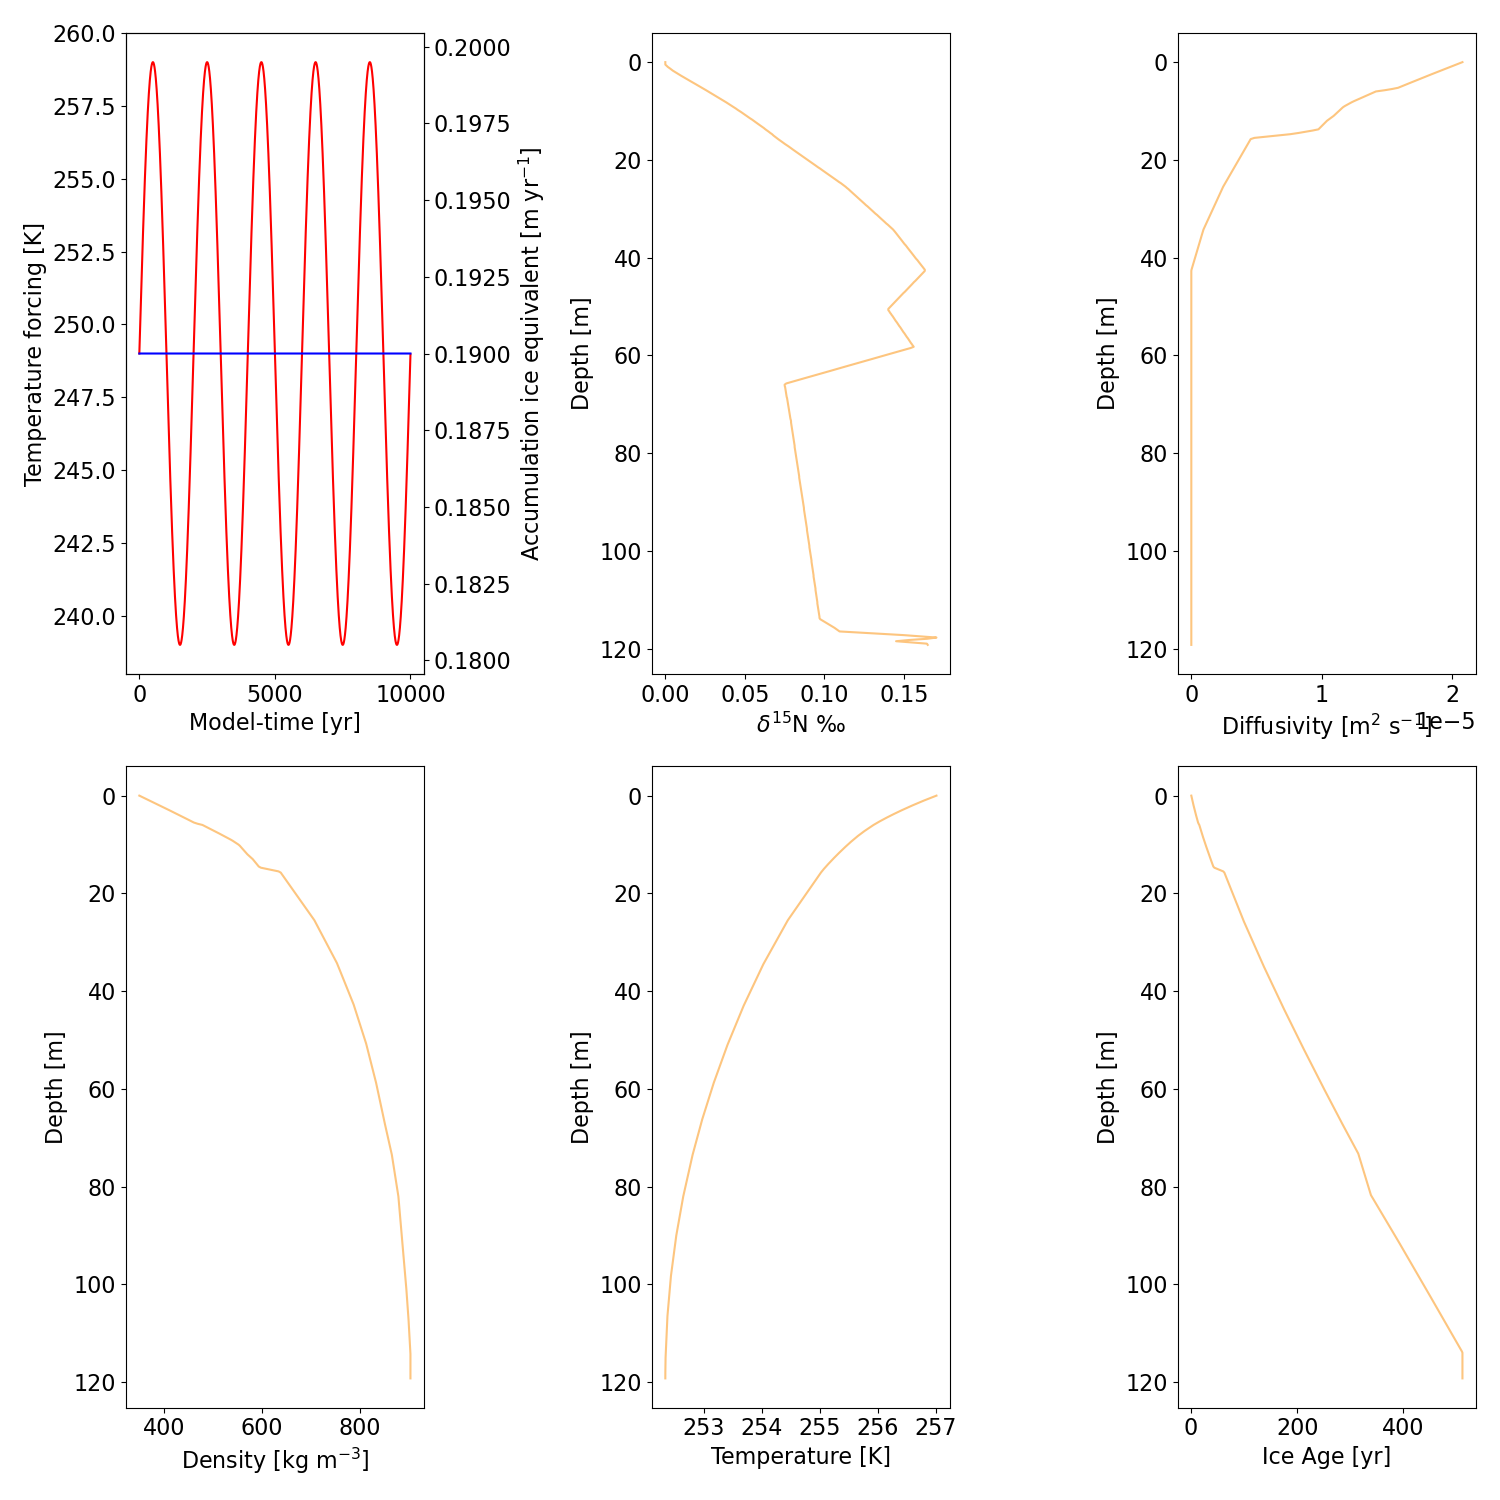 260.0
257.5
255.0
252.5
250.0
247.5
245.0
242.5
240.0
Temperature forcing [K]
0 5000 10000
Model-time [yr]
0.2000
0.1975
0.1950
0.1925
0.1900
0.1875
0.1850
0.1825
0.1800
Accumulation ice equivalent [m yr⁻¹]
0
20
40
60
80
100
120
Depth [m]
0.00 0.05 0.10 0.15
δ¹⁵N ‰
0
20
40
60
80
100
120
Depth [m]
0 1 2
1e−5
Diffusivity [m² s⁻¹]
0
20
40
60
80
100
120
Depth [m]
400 600 800
Density [kg m⁻³]
0
20
40
60
80
100
120
Depth [m]
253 254 255 256 257
Temperature [K]
0
20
40
60
80
100
120
Depth [m]
0 200 400
Ice Age [yr]